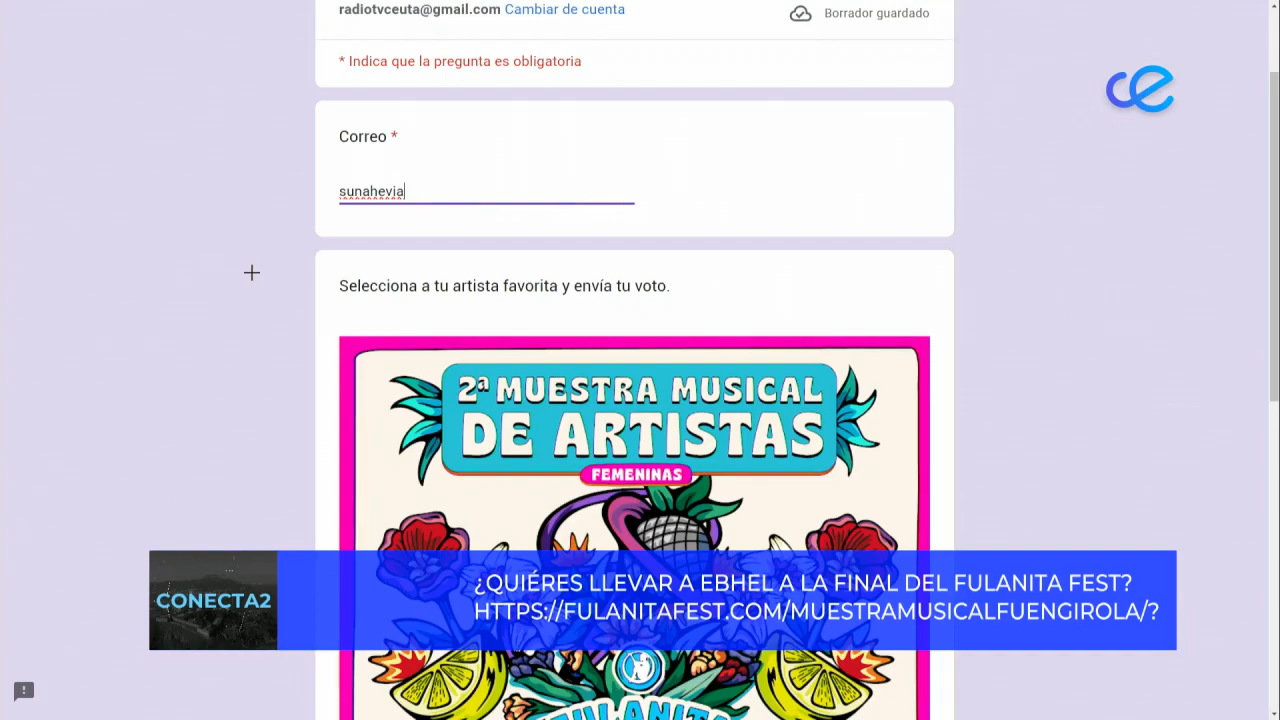 radiotvceuta@gmail.com Cambiar de cuenta
Borrador guardado
* Indica que la pregunta es obligatoria
ce
Correo *
sunahevia
Selecciona a tu artista favorita y envía tu voto.
2ª MUESTRA MUSICAL
DE ARTISTAS
FEMENINAS
CONECTA2
¿QUIÉRES LLEVAR A EBHEL A LA FINAL DEL FULANITA FEST?
HTTPS://FULANITAFEST.COM/MUESTRAMUSICALFUENGIROLA/?
FULANITA